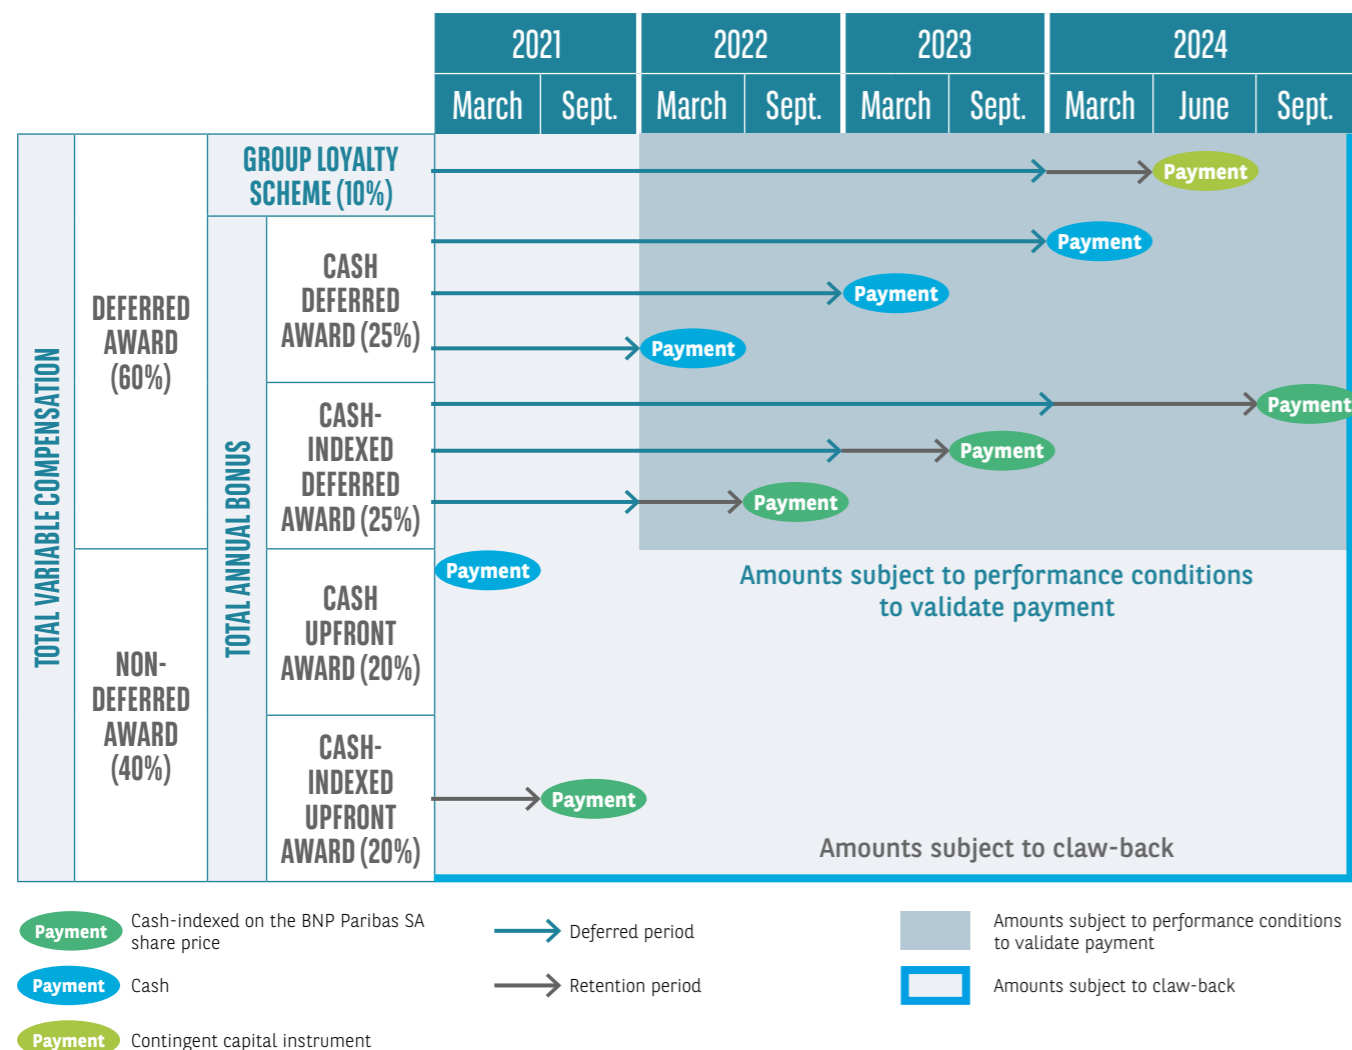 2021
2022
2023
2024
March
Sept.
March
Sept.
March
Sept.
March
June
Sept.
TOTAL VARIABLE COMPENSATION
DEFERRED
AWARD
(60%)
GROUP LOYALTY
SCHEME (10%)
Payment
TOTAL ANNUAL BONUS
CASH
DEFERRED
AWARD (25%)
Payment
Payment
Payment
CASH-
INDEXED
DEFERRED
AWARD (25%)
Payment
Payment
Payment
NON-
DEFERRED
AWARD
(40%)
CASH
UPFRONT
AWARD (20%)
Payment
Amounts subject to performance conditions
to validate payment
CASH-
INDEXED
UPFRONT
AWARD (20%)
Payment
Amounts subject to claw-back
Payment
Cash-indexed on the BNP Paribas SA
share price
Payment
Cash
Payment
Contingent capital instrument
Deferred period
Retention period
Amounts subject to performance conditions
to validate payment
Amounts subject to claw-back